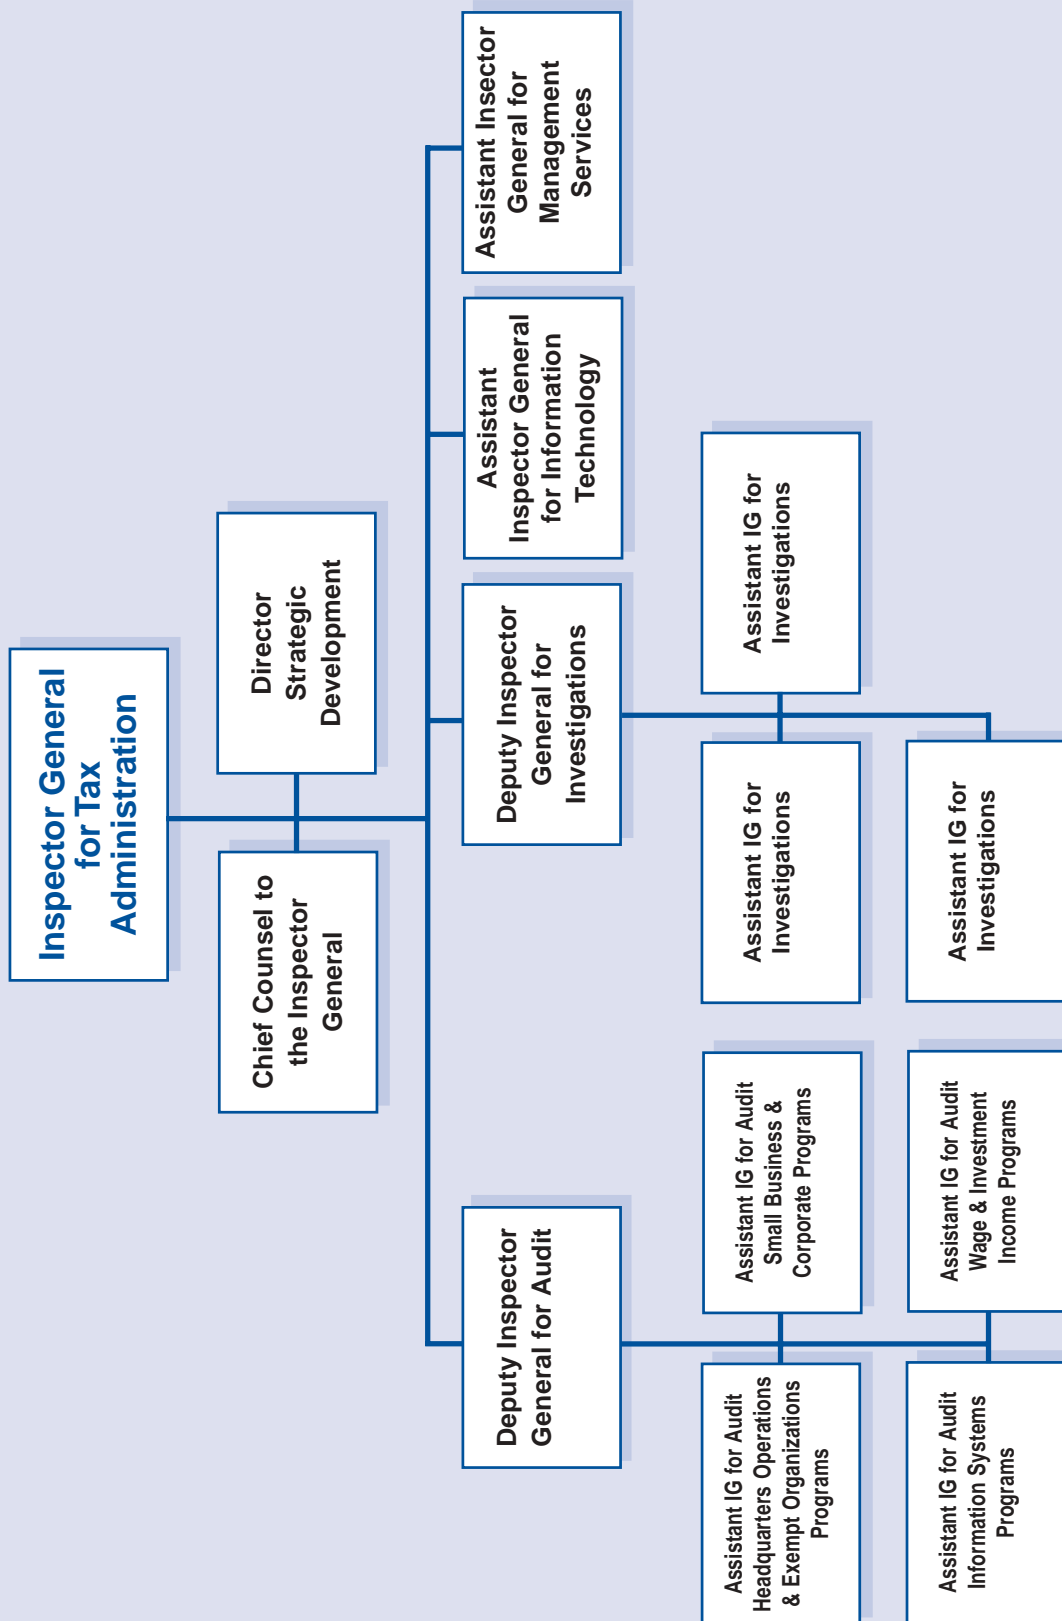 Inspector General
for Tax
Administration
Chief Counsel to
the Inspector
General
Director
Strategic
Development
Deputy Inspector
General for Audit
Deputy Inspector
General for
Investigations
Assistant
Inspector General
for Information
Technology
Assistant Insector
General for
Management
Services
Assistant IG for Audit
Headquarters Operations
& Exempt Organizations
Programs
Assistant IG for Audit
Small Business &
Corporate Programs
Assistant IG for
Investigations
Assistant IG for
Investigations
Assistant IG for Audit
Information Systems
Programs
Assistant IG for Audit
Wage & Investment
Income Programs
Assistant IG for
Investigations